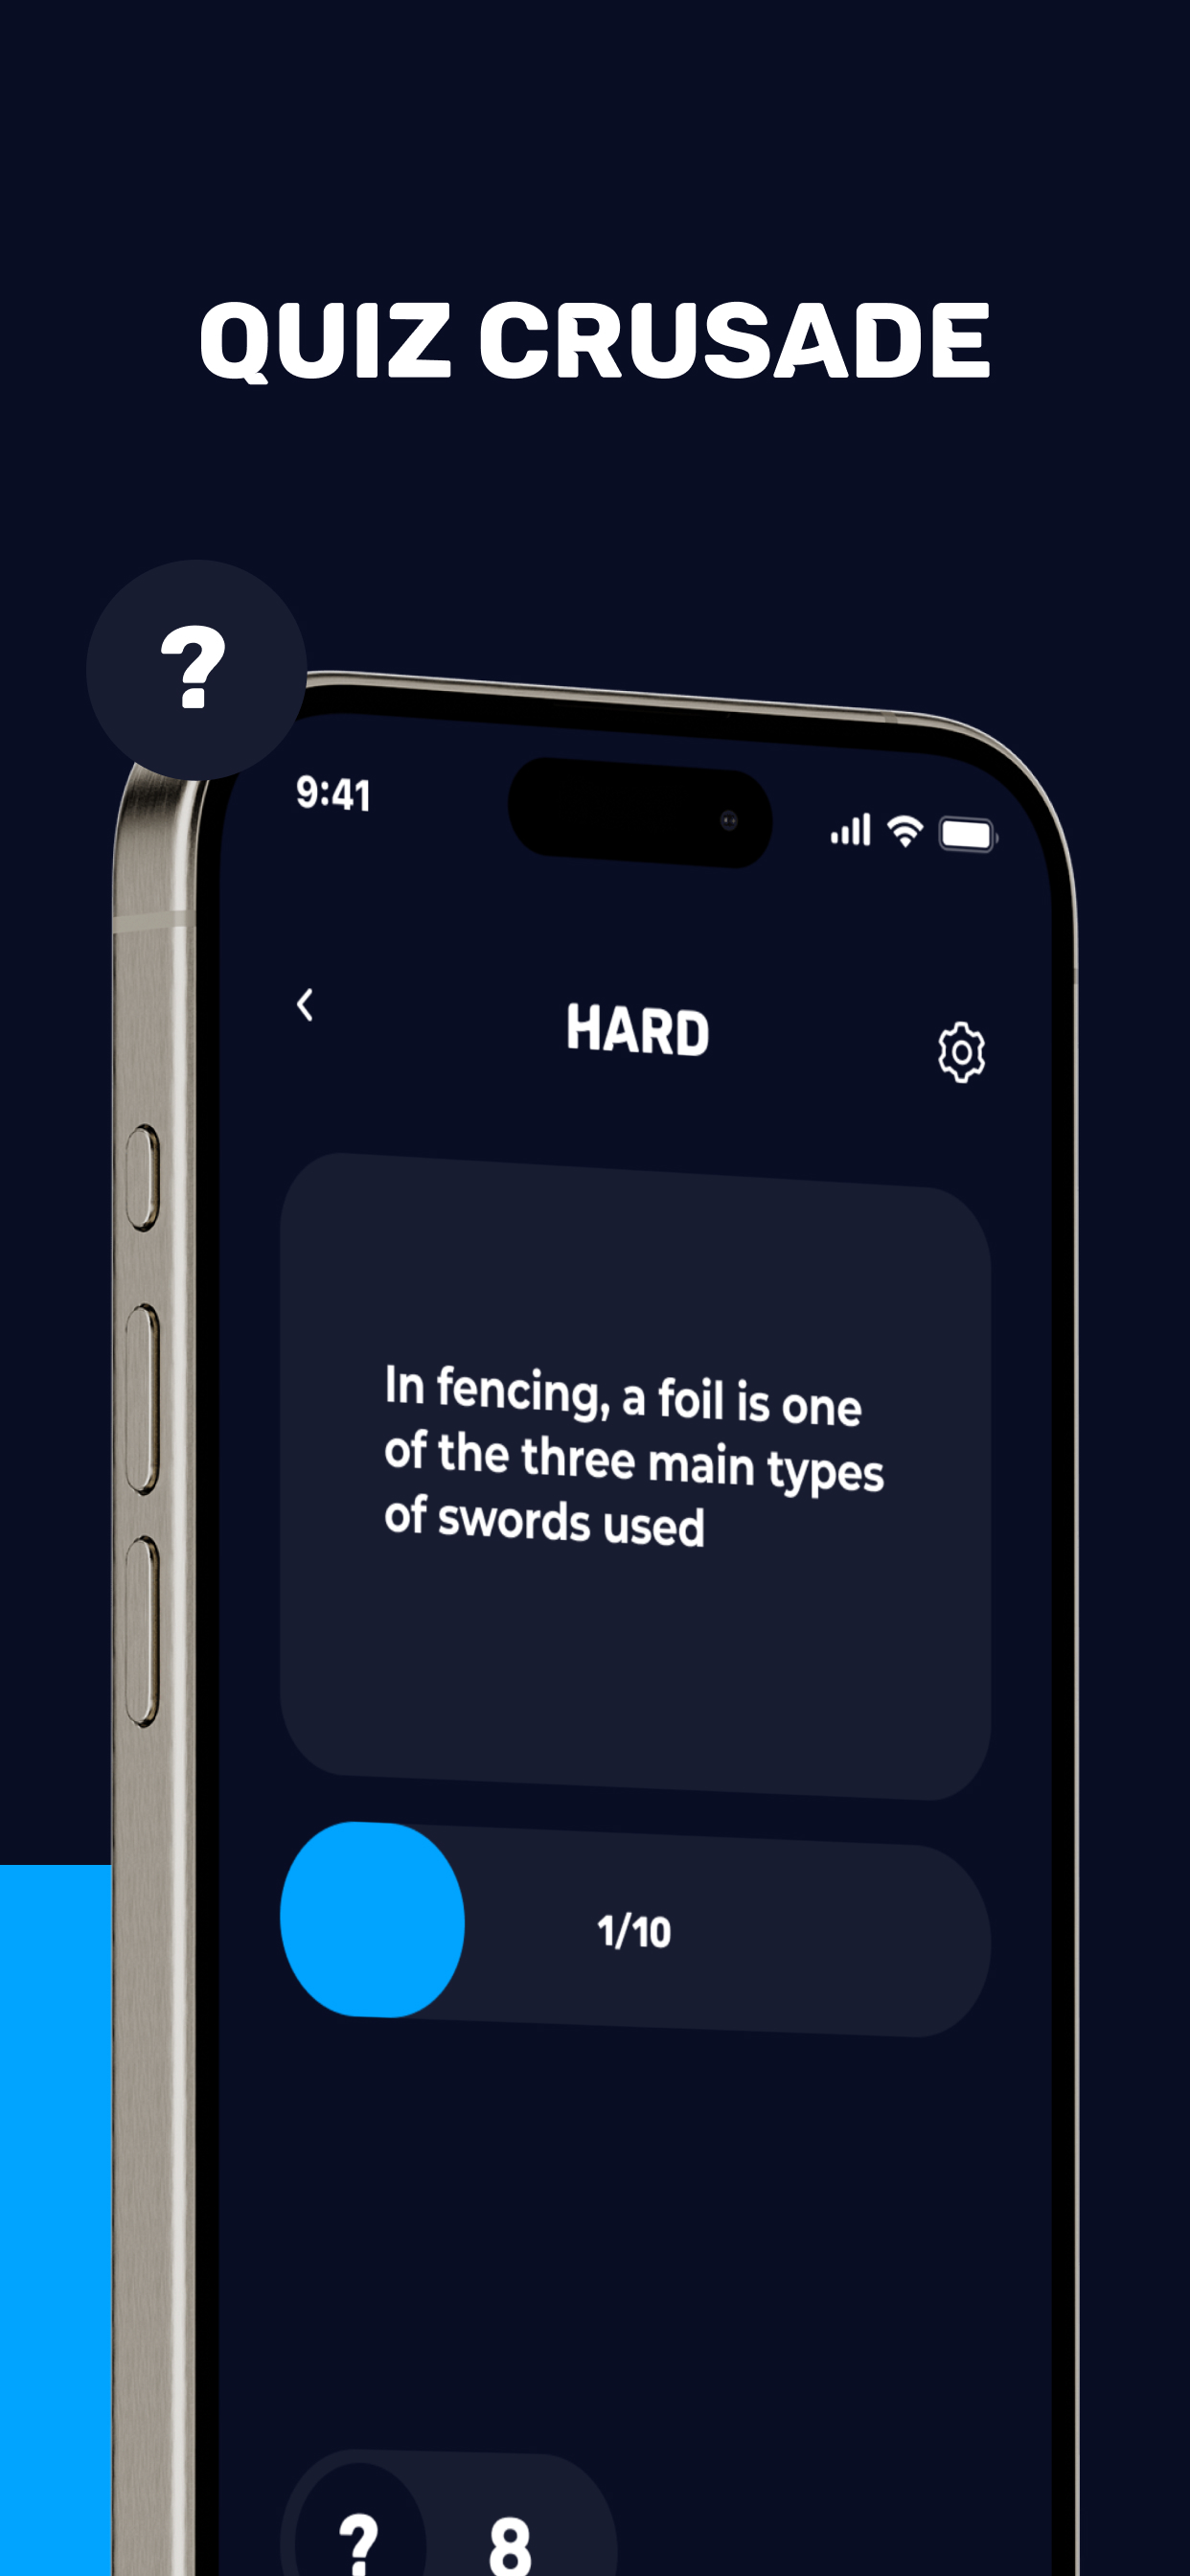 QUIZ CRUSADE
?
9:41
HARD
In fencing, a foil is one
of the three main types
of swords used
1/10
? 8